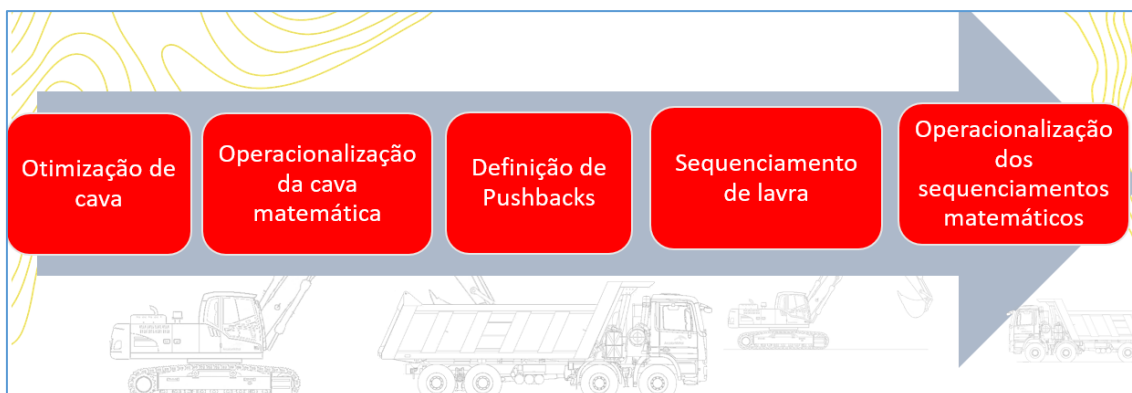 Otimização de
cava
Operacionalização
da cava
matemática
Definição de
Pushbacks
Sequenciamento
de lavra
Operacionalização
dos
sequenciamentos
matemáticos